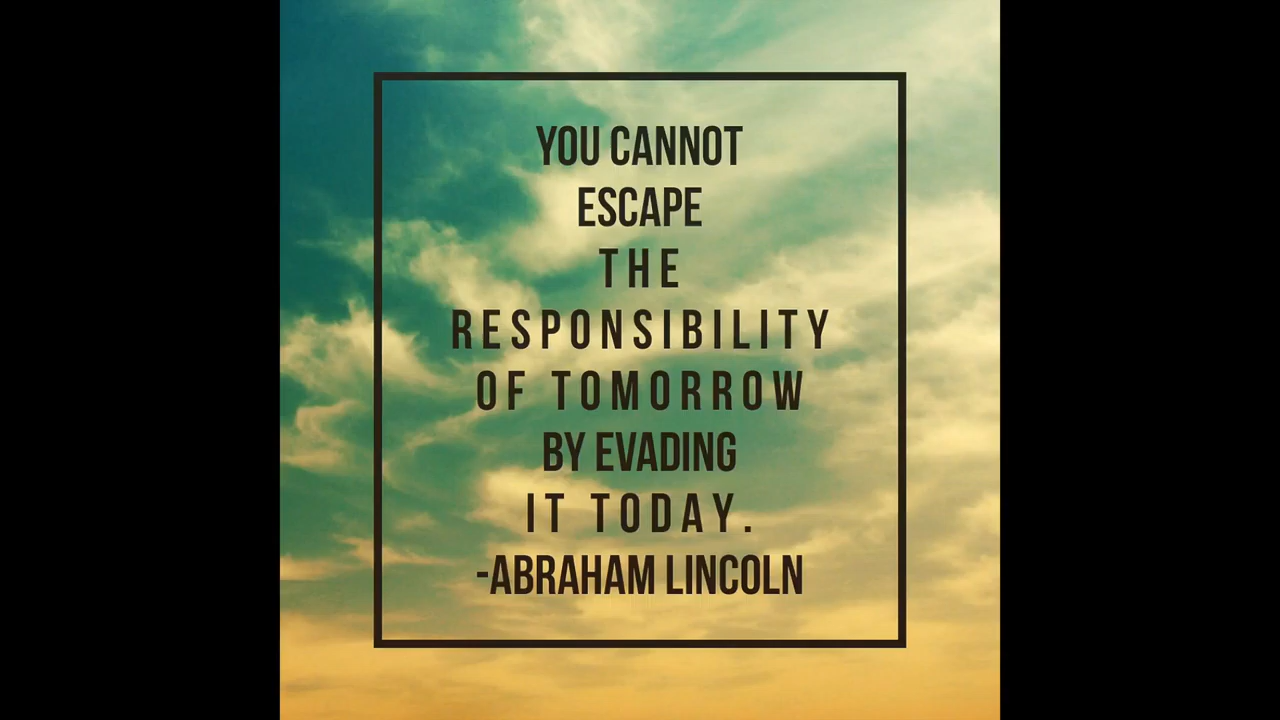 YOU CANNOT
ESCAPE
THE
RESPONSIBILITY
OF TOMORROW
BY EVADING
IT TODAY.
-ABRAHAM LINCOLN